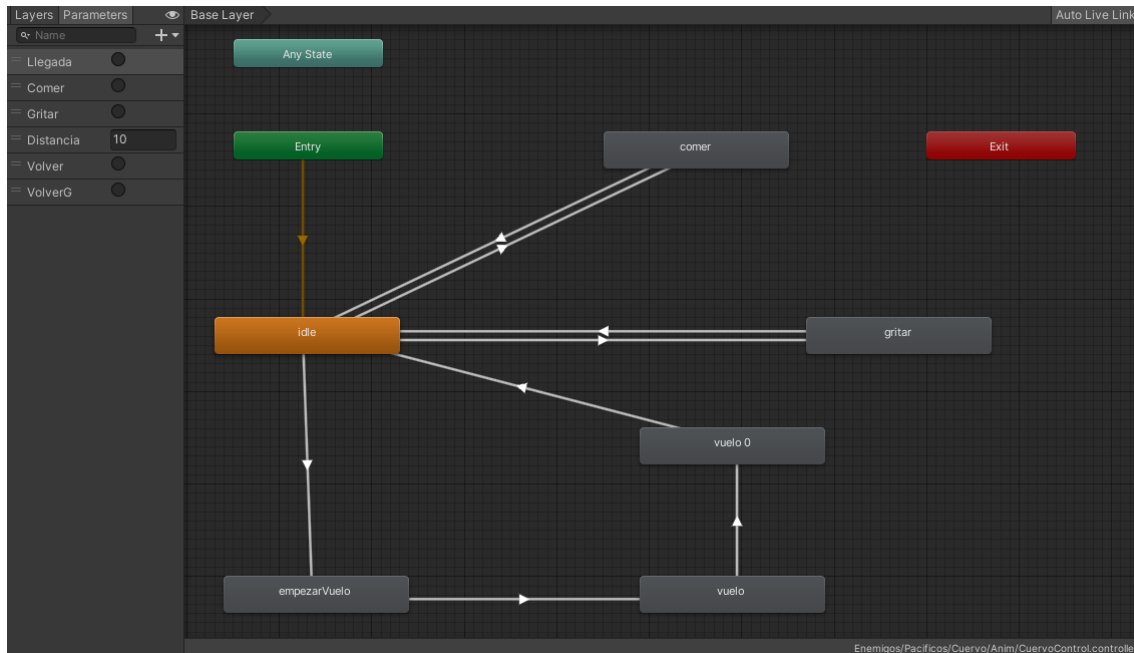 Layers Parameters
Base Layer
Auto Live Link
Name
Llegada
Comer
Gritar
Distancia 10
Volver
VolverG
Any State
Entry
comer
Exit
idle
gritar
vuelo 0
empezarVuelo
vuelo
Enemigos/Pacificos/Cuervo/Anim/CuervoControl.controlle